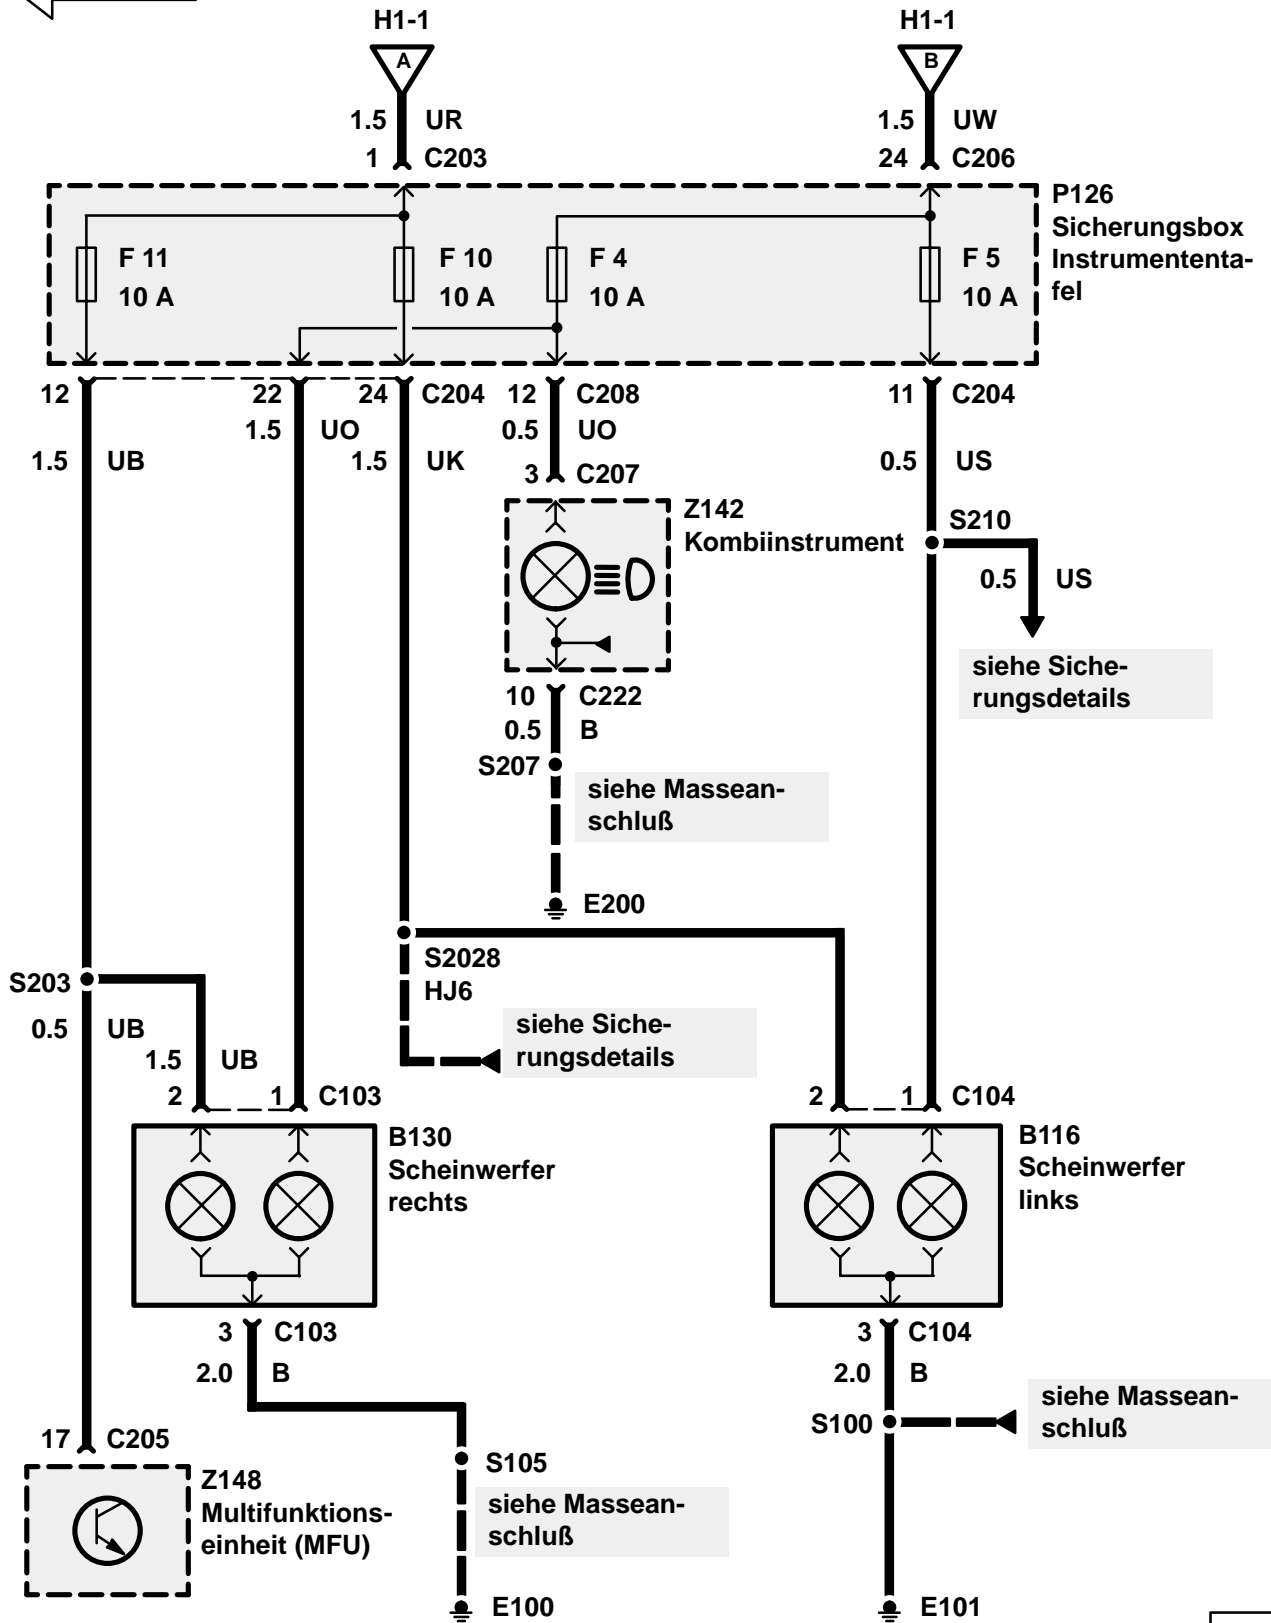 H1-1 H1-1
A B
1.5 UR 1.5 UW
1 C203 24 C206
P126
Sicherungsbox
Instrumententa-
fel
F 11 F 10 F 4 F 5
10 A 10 A 10 A 10 A
12 22 24 C204 12 C208 11 C204
1.5 UO 0.5 UO
1.5 UB 1.5 UK 0.5 US
3 C207
Z142
Kombiinstrument
S210
0.5 US
siehe Siche-
rungsdetails
10 C222
0.5 B
S207
siehe Massean-
schluß
E200
S2028
HJ6
S203
0.5 UB
siehe Siche-
rungsdetails
1.5 UB
2 1 C103 2 1 C104
B130
Scheinwerfer
rechts
B116
Scheinwerfer
links
3 C103 3 C104
2.0 B 2.0 B
siehe Massean-
schluß
S100
17 C205
S105
Z148
Multifunktions-
einheit (MFU)
siehe Massean-
schluß
E100 E101